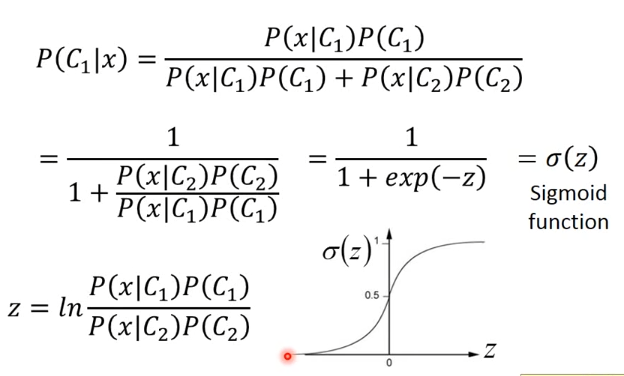 P(C₁|x) = P(x|C₁)P(C₁) / P(x|C₁)P(C₁) + P(x|C₂)P(C₂)
= 1 / 1 + P(x|C₂)P(C₂) / P(x|C₁)P(C₁) = 1 / 1 + exp(−z) = σ(z)
Sigmoid
function
z = ln P(x|C₁)P(C₁) / P(x|C₂)P(C₂)
σ(z)
1
0.5
0
Z